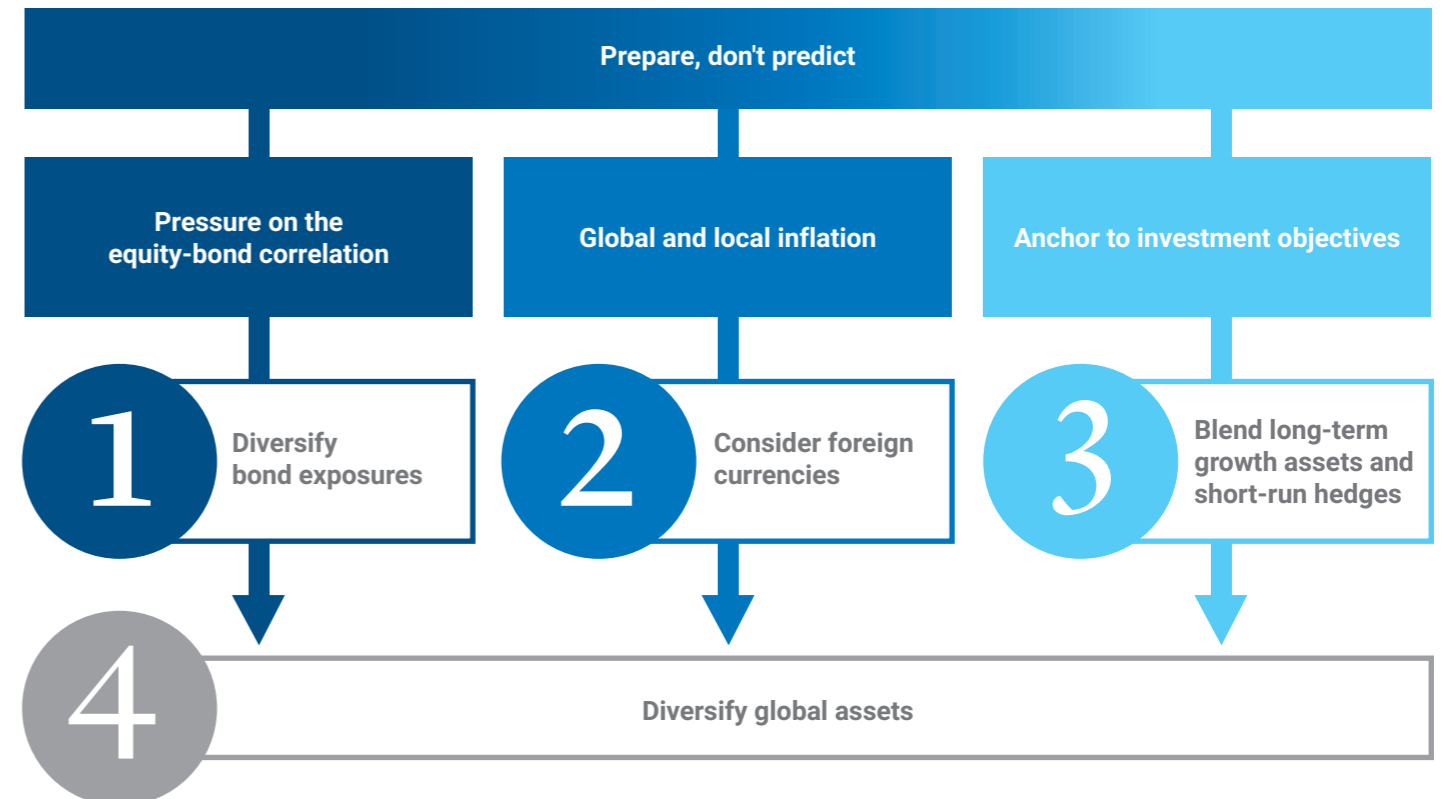 Prepare, don't predict
Pressure on the
equity-bond correlation
Global and local inflation
Anchor to investment objectives
1
Diversify
bond exposures
2
Consider foreign
currencies
3
Blend long-term
growth assets and
short-run hedges
4
Diversify global assets